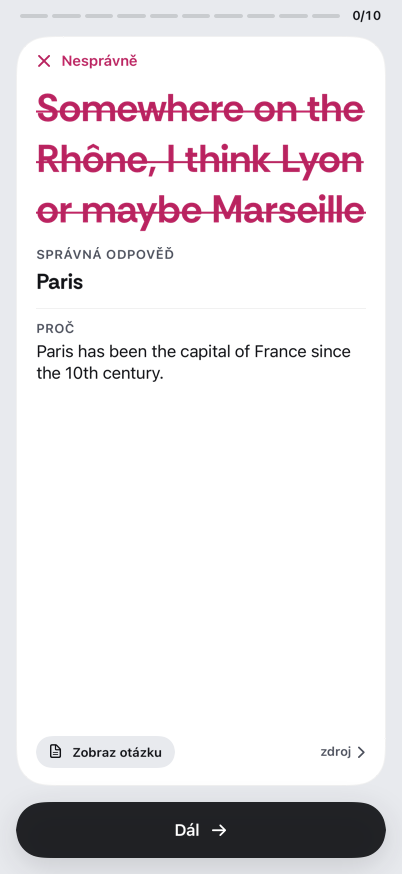 0/10
Nesprávně
Somewhere on the
Rhône, I think Lyon
or maybe Marseille
SPRÁVNÁ ODPOVĚĎ
Paris
PROČ
Paris has been the capital of France since
the 10th century.
Zobraz otázku
zdroj
Dál